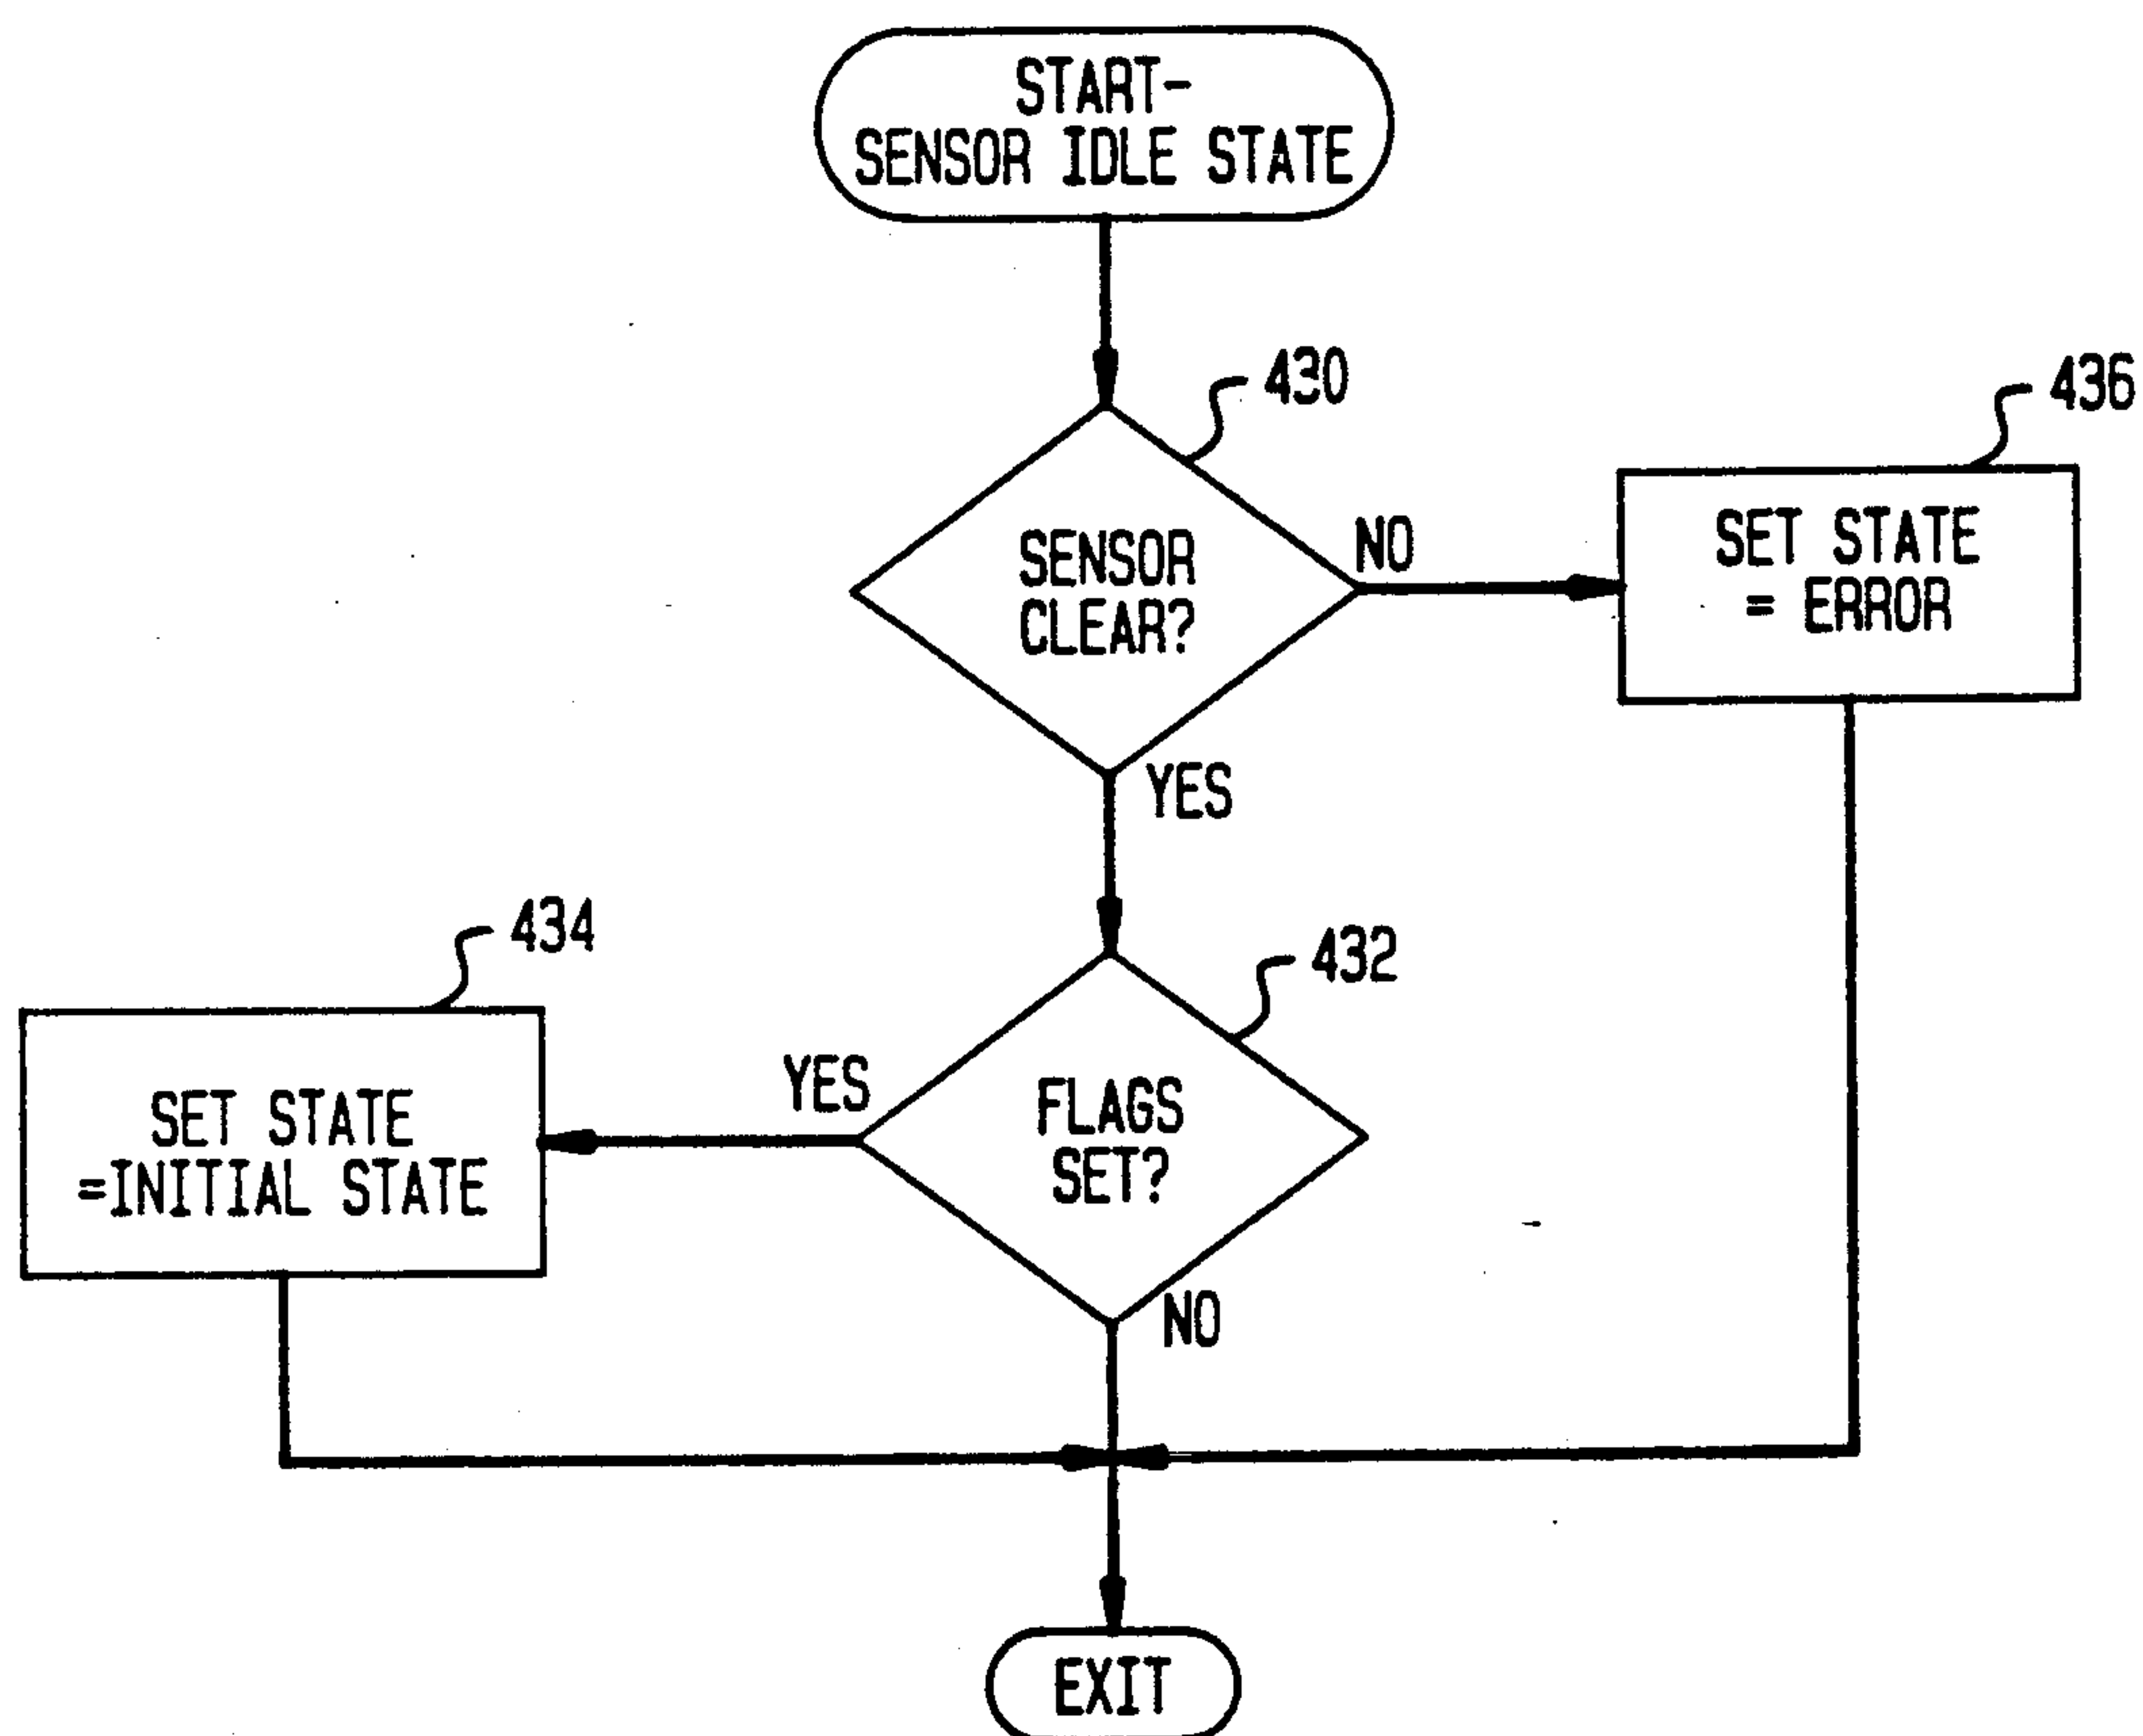 START-
SENSOR IDLE STATE
430
436
SENSOR
CLEAR?
NO
SET STATE
= ERROR
YES
434
432
YES
FLAGS
SET?
SET STATE
=INITIAL STATE
NO
EXIT